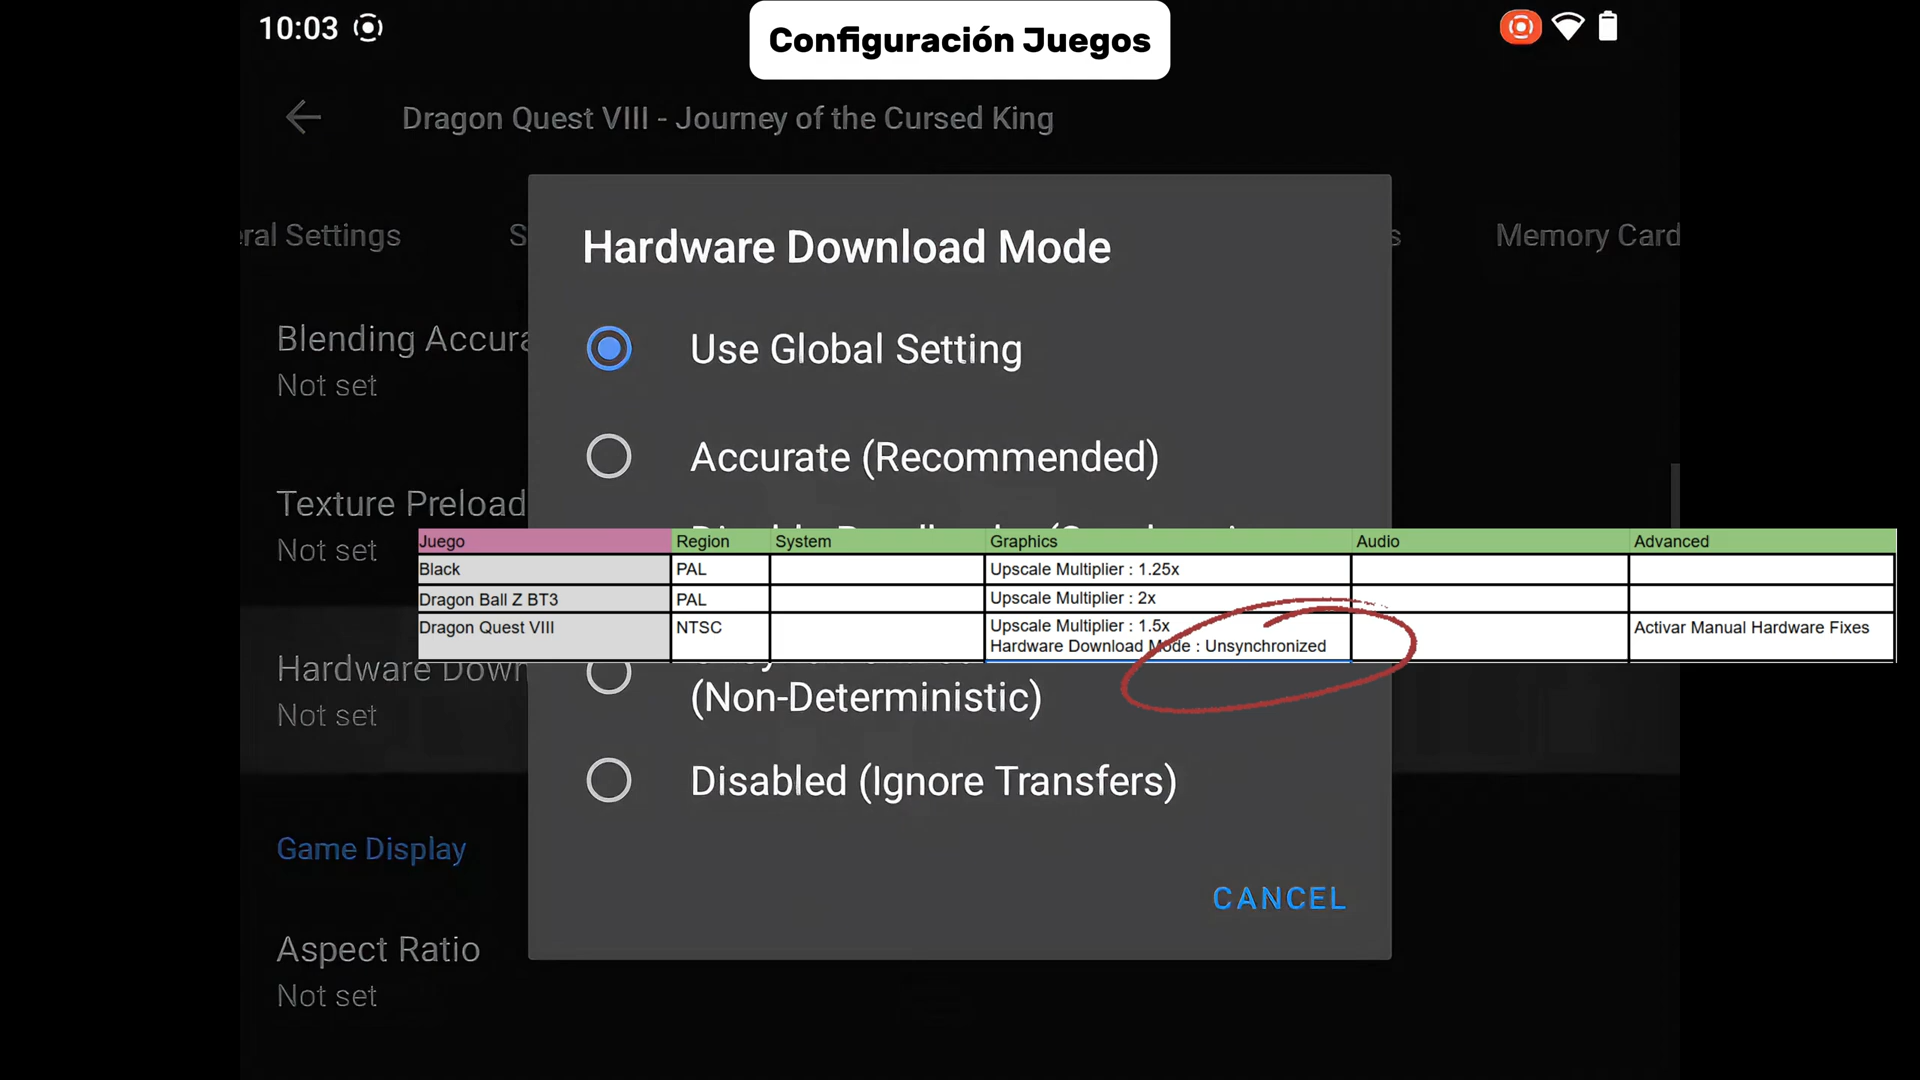 10:03
Configuración Juegos
Dragon Quest VIII - Journey of the Cursed King
eral Settings
S
s
Memory Card
Hardware Download Mode
Blending Accura
Not set
Use Global Setting
Accurate (Recommended)
Texture Preload
Not set
Juego Region System Graphics Audio Advanced
Black PAL Upscale Multiplier : 1.25x
Dragon Ball Z BT3 PAL Upscale Multiplier : 2x
Dragon Quest VIII NTSC Upscale Multiplier : 1.5x Activar Manual Hardware Fixes
Hardware Download Mode : Unsynchronized
Hardware Down
Not set
(Non-Deterministic)
Disabled (Ignore Transfers)
Game Display
CANCEL
Aspect Ratio
Not set